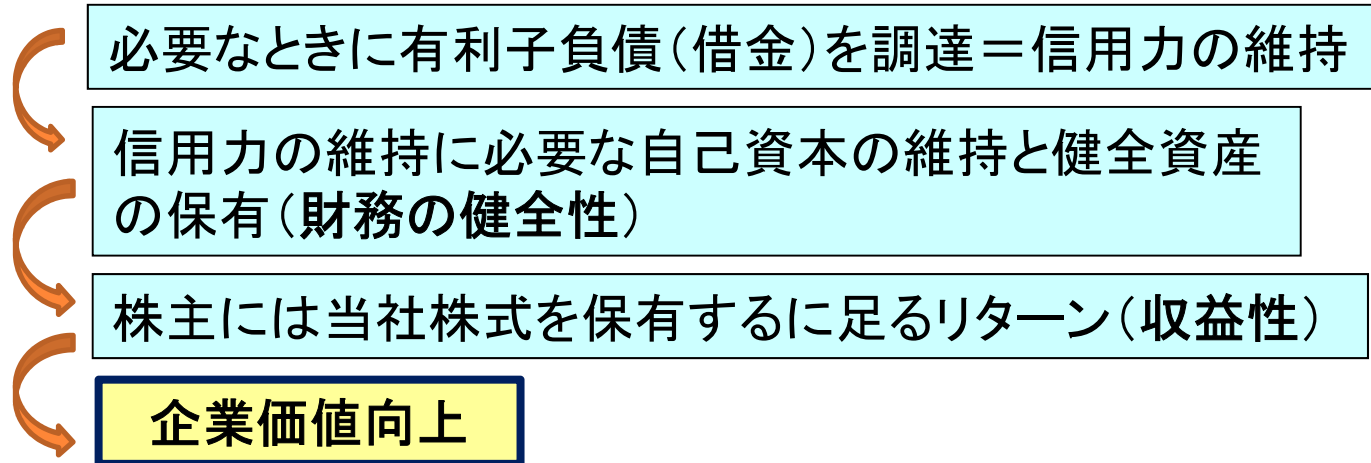 必要なときに有利子負債(借金)を調達=信用力の維持
信用力の維持に必要な自己資本の維持と健全資産
の保有(財務の健全性)
株主には当社株式を保有するに足るリターン(収益性)
企業価値向上